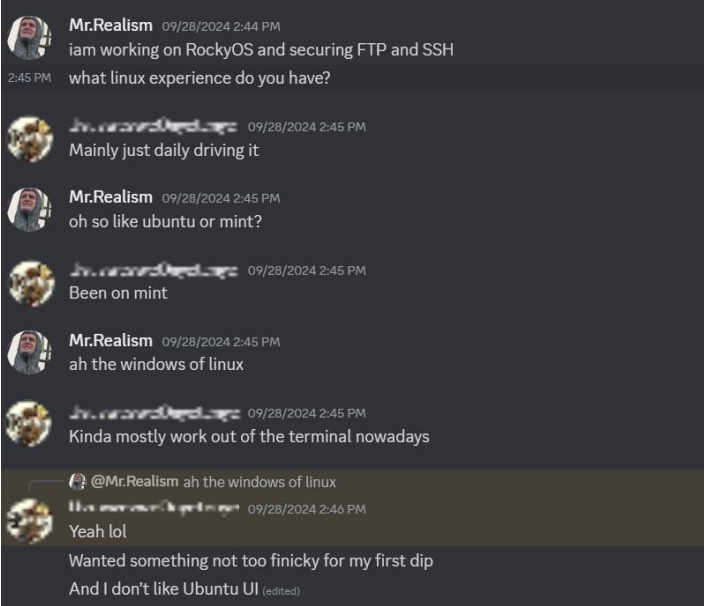 Mr.Realism 09/28/2024 2:44 PM
iam working on RockyOS and securing FTP and SSH
2:45 PM what linux experience do you have?
09/28/2024 2:45 PM
Mainly just daily driving it
Mr.Realism 09/28/2024 2:45 PM
oh so like ubuntu or mint?
09/28/2024 2:45 PM
Been on mint
Mr.Realism 09/28/2024 2:45 PM
ah the windows of linux
09/28/2024 2:45 PM
Kinda mostly work out of the terminal nowadays
@Mr.Realism ah the windows of linux
09/28/2024 2:46 PM
Yeah lol
Wanted something not too finicky for my first dip
And I don't like Ubuntu UI (edited)